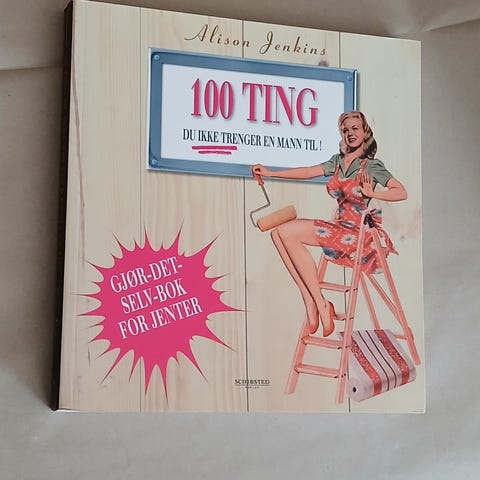 Alison Jenkins
100 TING
DU IKKE TRENGER EN MANN TIL!
GJØR-DET-
SELV-BOK
FOR JENTER
SCHIBSTED